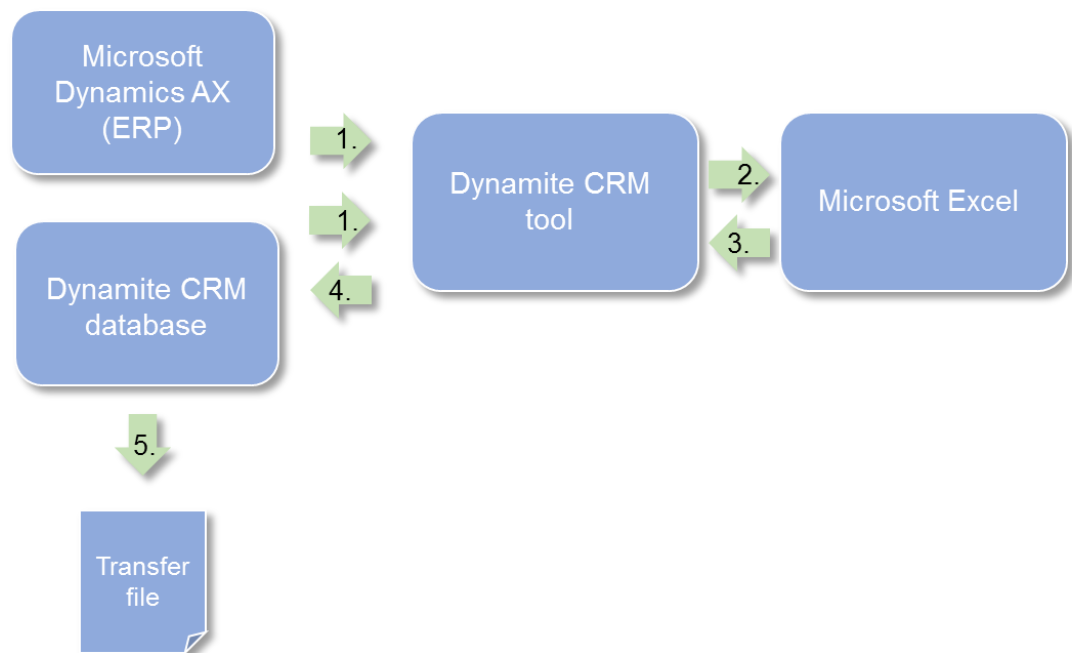 Microsoft
Dynamics AX
(ERP)
1.
Dynamite CRM
tool
2.
Microsoft Excel
1.
3.
Dynamite CRM
database
4.
5.
Transfer
file